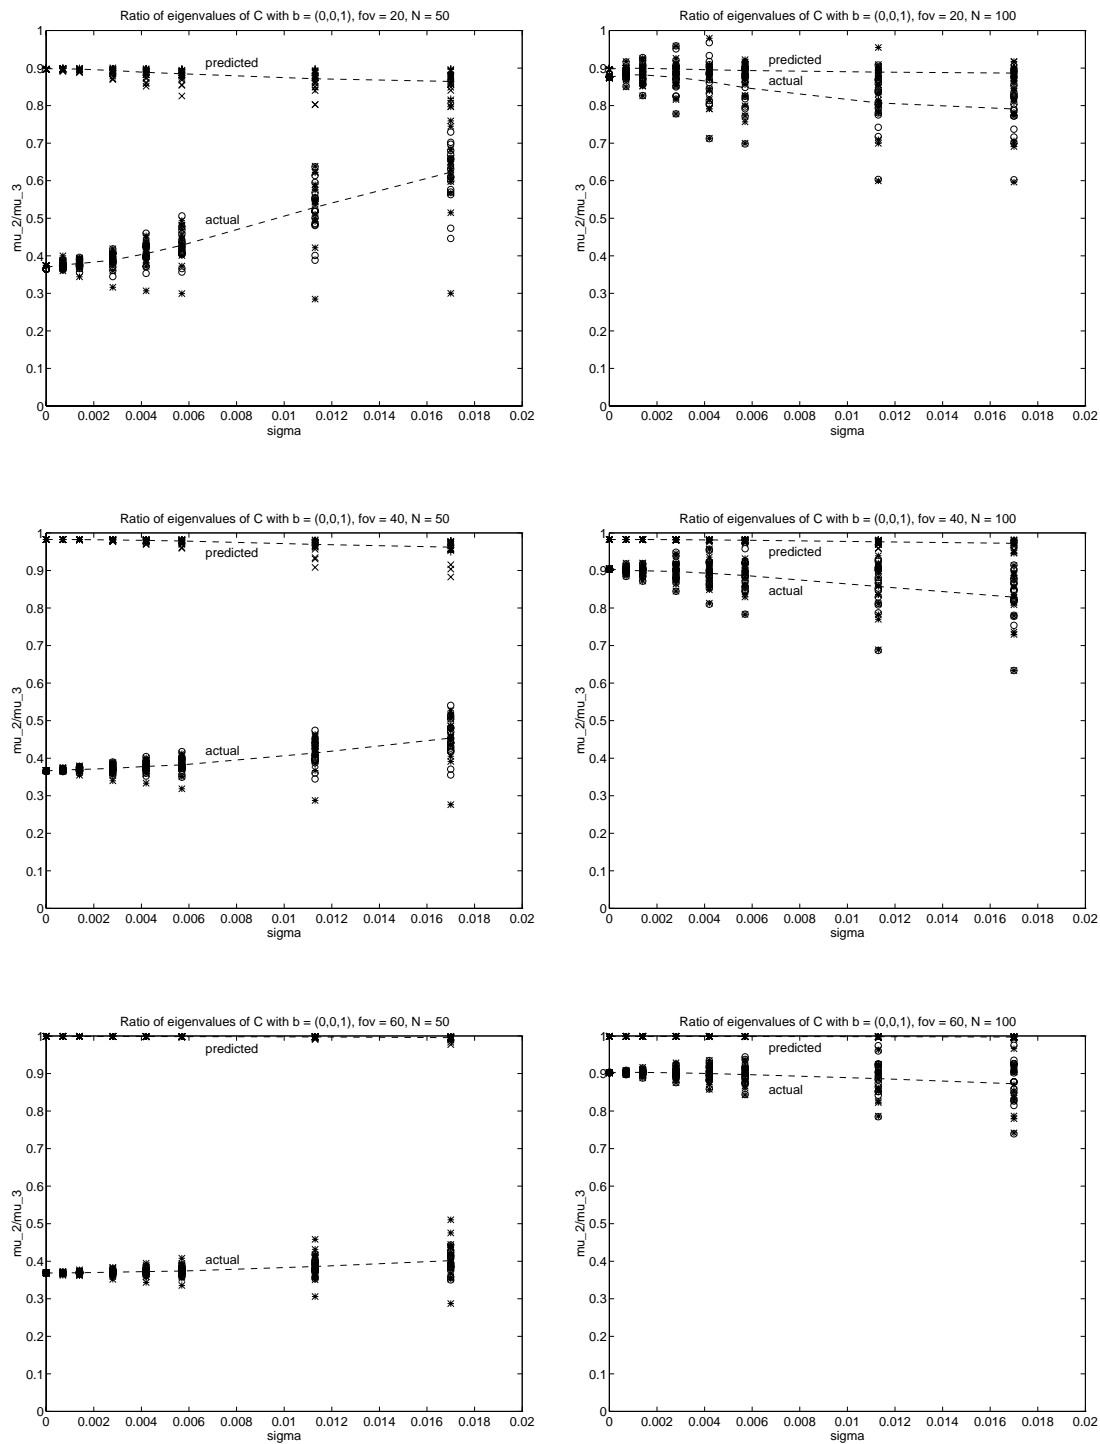 Ratio of eigenvalues of C with b = (0,0,1), fov = 20, N = 50
1
0.9
0.8
0.7
0.6
0.5
0.4
0.3
0.2
0.1
0
mu_2/mu_3
predicted
actual
0 0.002 0.004 0.006 0.008 0.01 0.012 0.014 0.016 0.018 0.02
sigma
Ratio of eigenvalues of C with b = (0,0,1), fov = 20, N = 100
1
0.9
0.8
0.7
0.6
0.5
0.4
0.3
0.2
0.1
0
mu_2/mu_3
predicted
actual
0 0.002 0.004 0.006 0.008 0.01 0.012 0.014 0.016 0.018 0.02
sigma
Ratio of eigenvalues of C with b = (0,0,1), fov = 40, N = 50
1
0.9
0.8
0.7
0.6
0.5
0.4
0.3
0.2
0.1
0
mu_2/mu_3
predicted
actual
0 0.002 0.004 0.006 0.008 0.01 0.012 0.014 0.016 0.018 0.02
sigma
Ratio of eigenvalues of C with b = (0,0,1), fov = 40, N = 100
1
0.9
0.8
0.7
0.6
0.5
0.4
0.3
0.2
0.1
0
mu_2/mu_3
predicted
actual
0 0.002 0.004 0.006 0.008 0.01 0.012 0.014 0.016 0.018 0.02
sigma
Ratio of eigenvalues of C with b = (0,0,1), fov = 60, N = 50
1
0.9
0.8
0.7
0.6
0.5
0.4
0.3
0.2
0.1
0
mu_2/mu_3
predicted
actual
0 0.002 0.004 0.006 0.008 0.01 0.012 0.014 0.016 0.018 0.02
sigma
Ratio of eigenvalues of C with b = (0,0,1), fov = 60, N = 100
1
0.9
0.8
0.7
0.6
0.5
0.4
0.3
0.2
0.1
0
mu_2/mu_3
predicted
actual
0 0.002 0.004 0.006 0.008 0.01 0.012 0.014 0.016 0.018 0.02
sigma